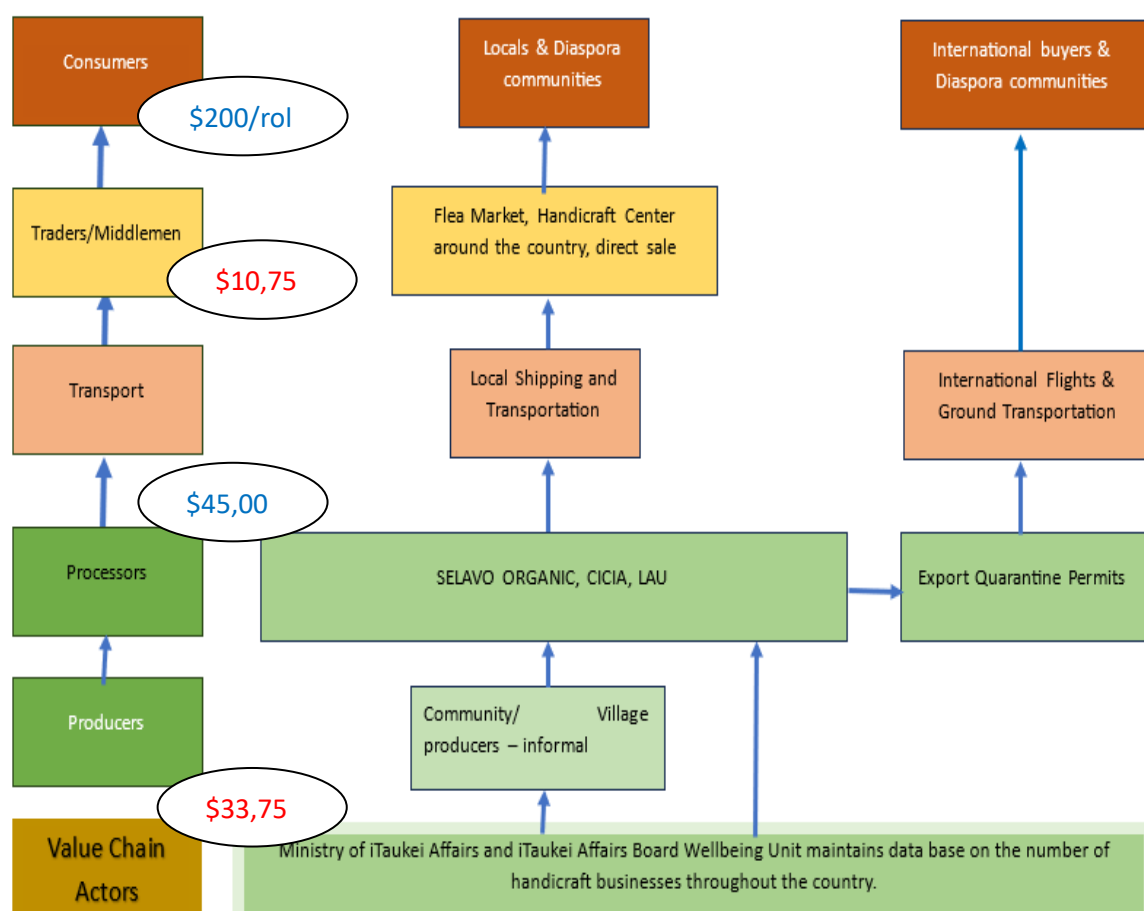 Consumers
$200/rol
Locals & Diaspora
communities
International buyers &
Diaspora communities
Traders/Middlemen
$10,75
Flea Market, Handicraft Center
around the country, direct sale
Transport
Local Shipping and
Transportation
International Flights &
Ground Transportation
$45,00
Processors
SELAVO ORGANIC, CICIA, LAU
Export Quarantine Permits
Producers
$33,75
Community/ Village
producers – informal
Value Chain
Actors
Ministry of iTaukei Affairs and iTaukei Affairs Board Wellbeing Unit maintains data base on the number of
handicraft businesses throughout the country.